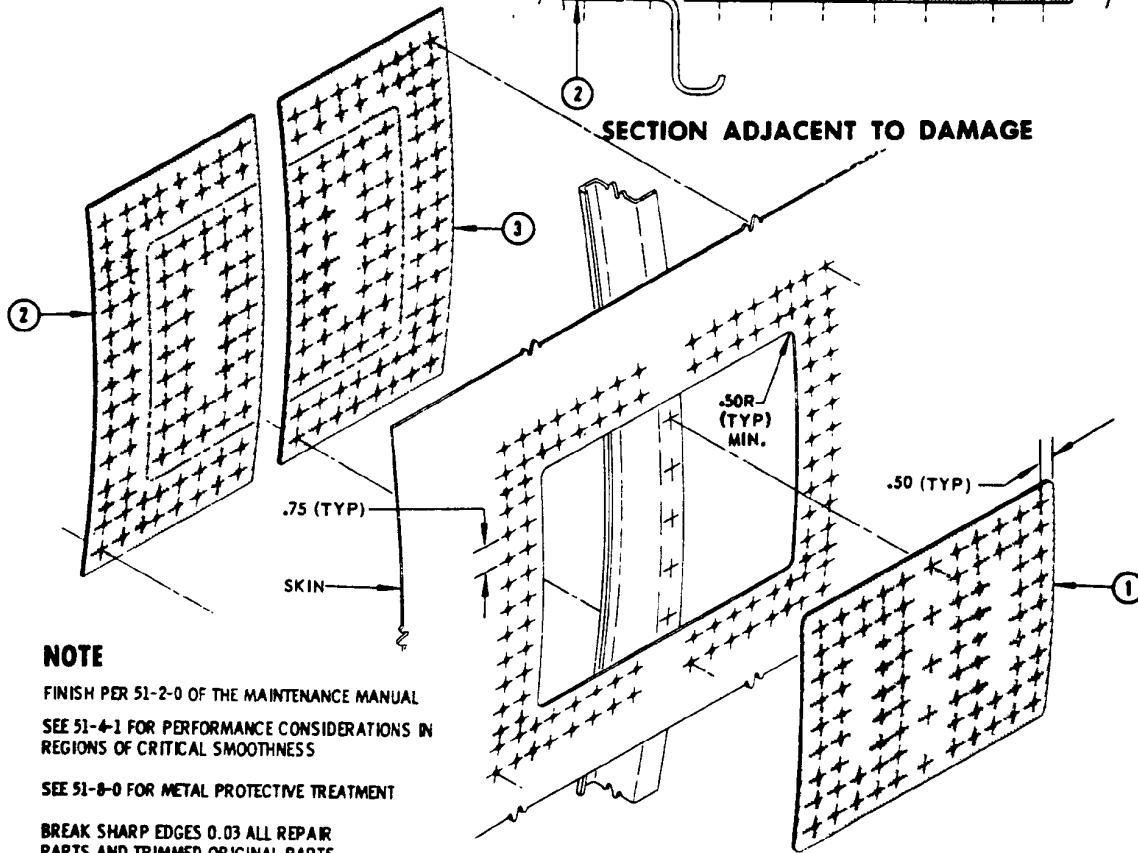 2
SECTION ADJACENT TO DAMAGE
3
2
.50R
(TYP)
MIN.
.50 (TYP)
.75 (TYP)
SKIN
1
NOTE
FINISH PER 51-2-0 OF THE MAINTENANCE MANUAL
SEE 51-4-1 FOR PERFORMANCE CONSIDERATIONS IN
REGIONS OF CRITICAL SMOOTHNESS
SEE 51-8-0 FOR METAL PROTECTIVE TREATMENT
BREAK SHARP EDGES 0.03 ALL REPAIR
PARTS AND TRIMMED ORIGINAL PARTS